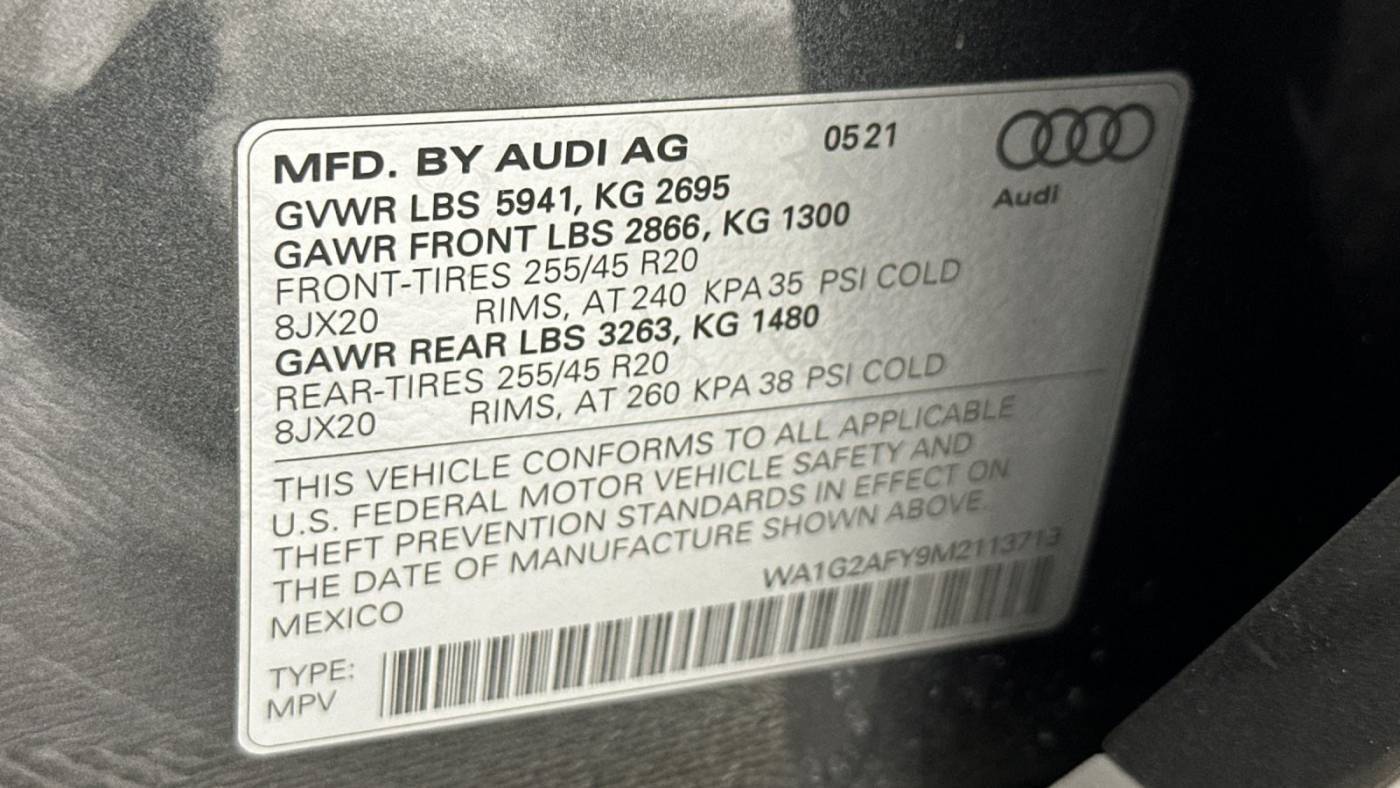 MFD. BY AUDI AG 0521
Audi
GVWR LBS 5941, KG 2695
GAWR FRONT LBS 2866, KG 1300
FRONT-TIRES 255/45 R20
8JX20 RIMS, AT 240 KPA 35 PSI COLD
GAWR REAR LBS 3263, KG 1480
REAR-TIRES 255/45 R20
8JX20 RIMS, AT 260 KPA 38 PSI COLD
THIS VEHICLE CONFORMS TO ALL APPLICABLE
U.S. FEDERAL MOTOR VEHICLE SAFETY AND
THEFT PREVENTION STANDARDS IN EFFECT ON
THE DATE OF MANUFACTURE SHOWN ABOVE.
MEXICO
WA1G2AFY9M2113713
TYPE:
MPV